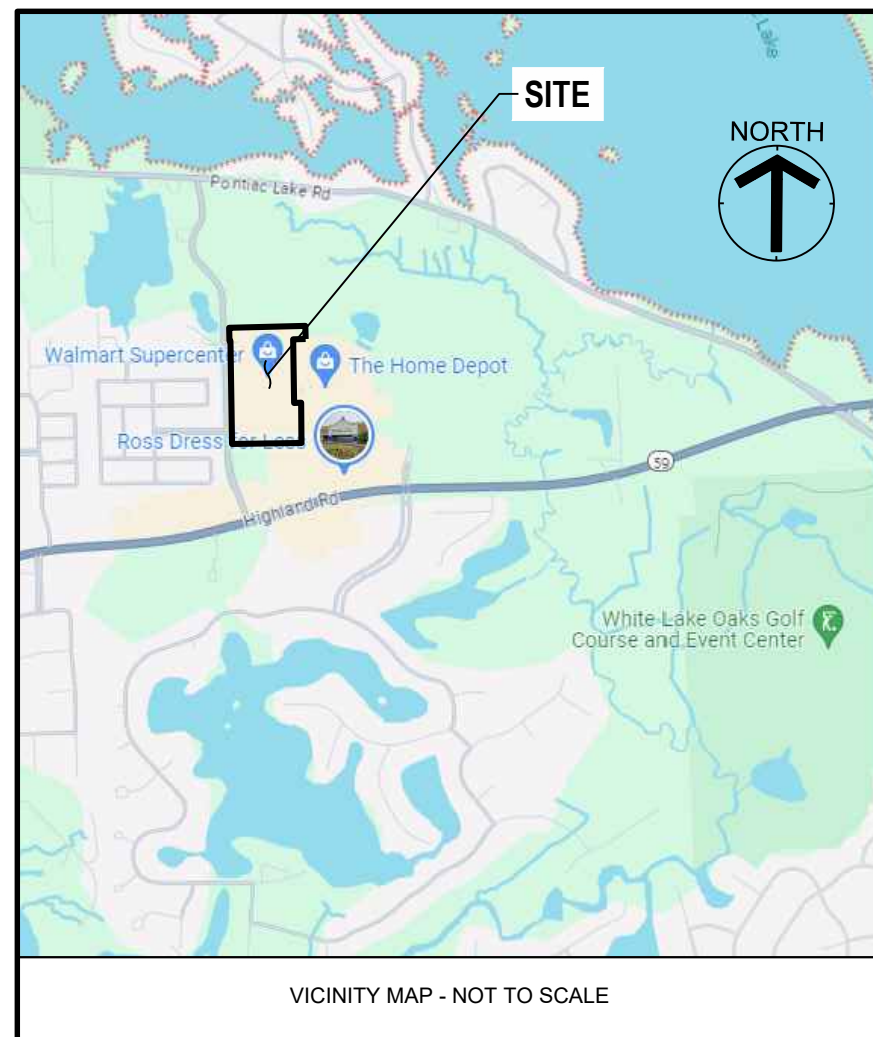 Lake
SITE
NORTH
Pontiac Lake Rd
Walmart Supercenter
The Home Depot
Ross Dress For Less
59
Highland Rd
White Lake Oaks Golf
Course and Event Center
VICINITY MAP - NOT TO SCALE